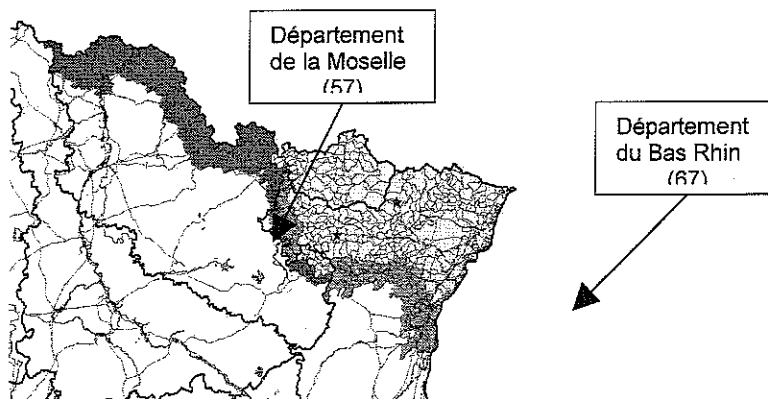 Département
de la Moselle
(57)
Département
du Bas Rhin
(67)